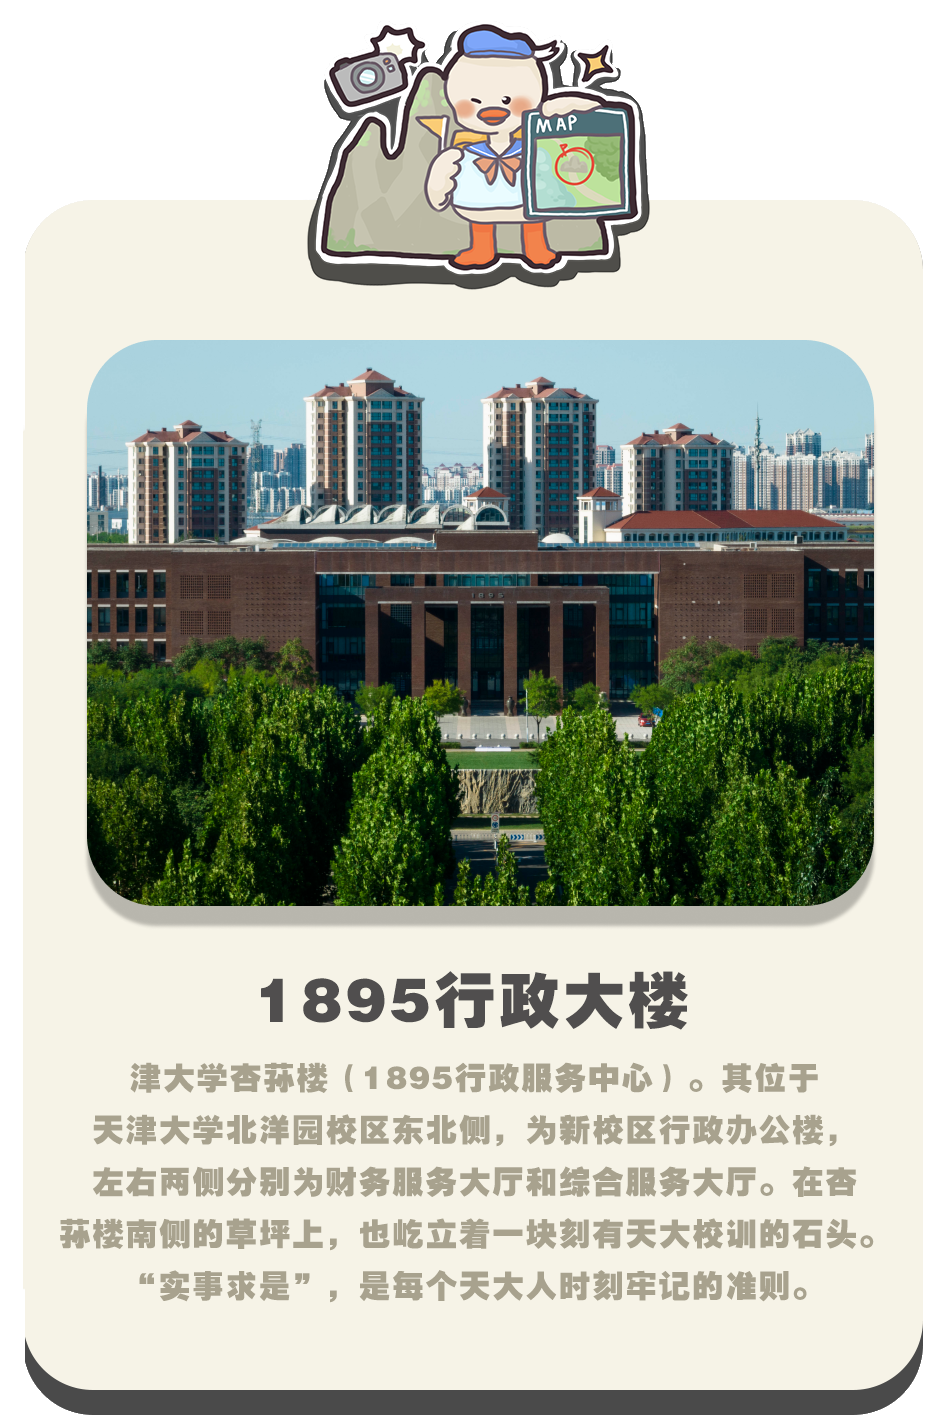 MAP
1895
1895行政大楼
津大学杏荪楼（1895行政服务中心）。其位于
天津大学北洋园校区东北侧，为新校区行政办公楼，
左右两侧分别为财务服务大厅和综合服务大厅。在杏
荪楼南侧的草坪上，也屹立着一块刻有天大校训的石头。
“实事求是”，是每个天大人时刻牢记的准则。